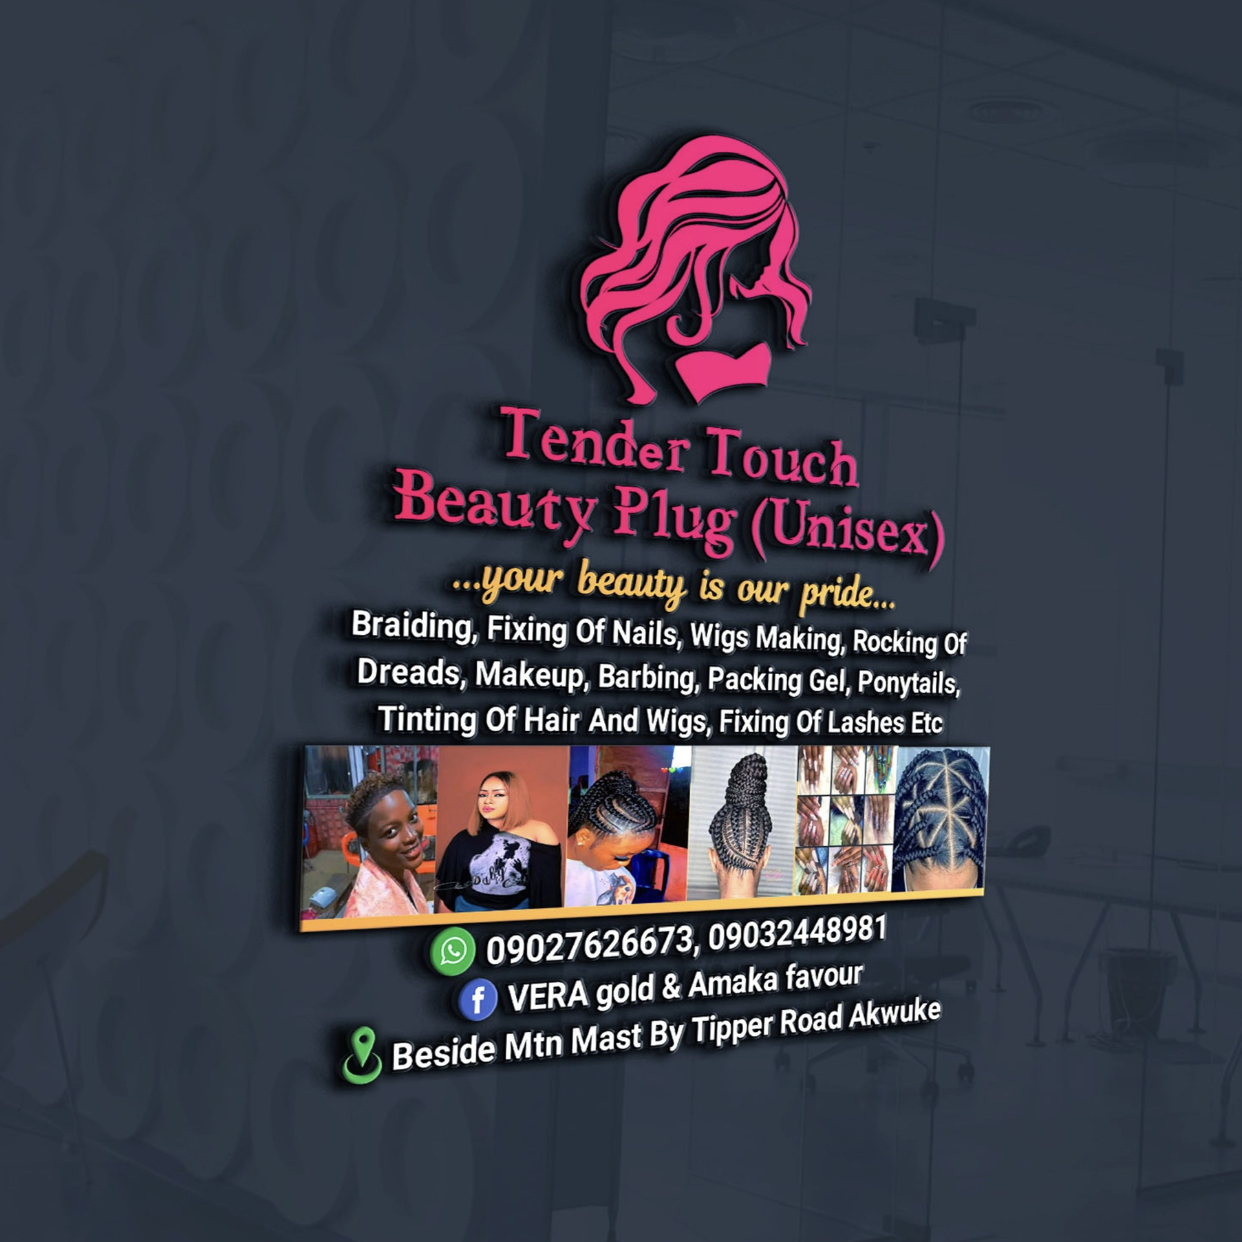 Tender Touch
Beauty Plug (Unisex)
...your beauty is our pride...
Braiding, Fixing Of Nails, Wigs Making, Rocking Of
Dreads, Makeup, Barbing, Packing Gel, Ponytails,
Tinting Of Hair And Wigs, Fixing Of Lashes Etc
09027626673, 09032448981
VERA gold & Amaka favour
Beside Mtn Mast By Tipper Road Akwuke